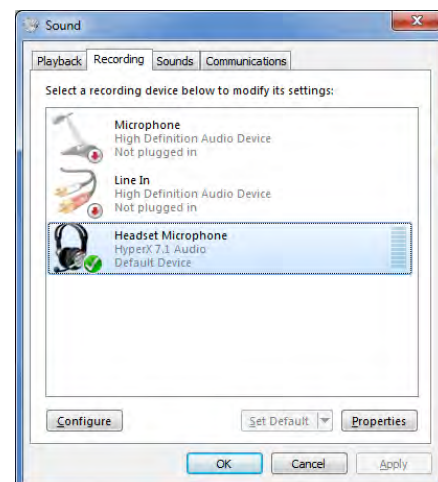 Sound
Playback Recording Sounds Communications
Select a recording device below to modify its settings:
Microphone
High Definition Audio Device
Not plugged in
Line In
High Definition Audio Device
Not plugged in
Headset Microphone
HyperX 7.1 Audio
Default Device
Configure Set Default Properties
OK Cancel Apply